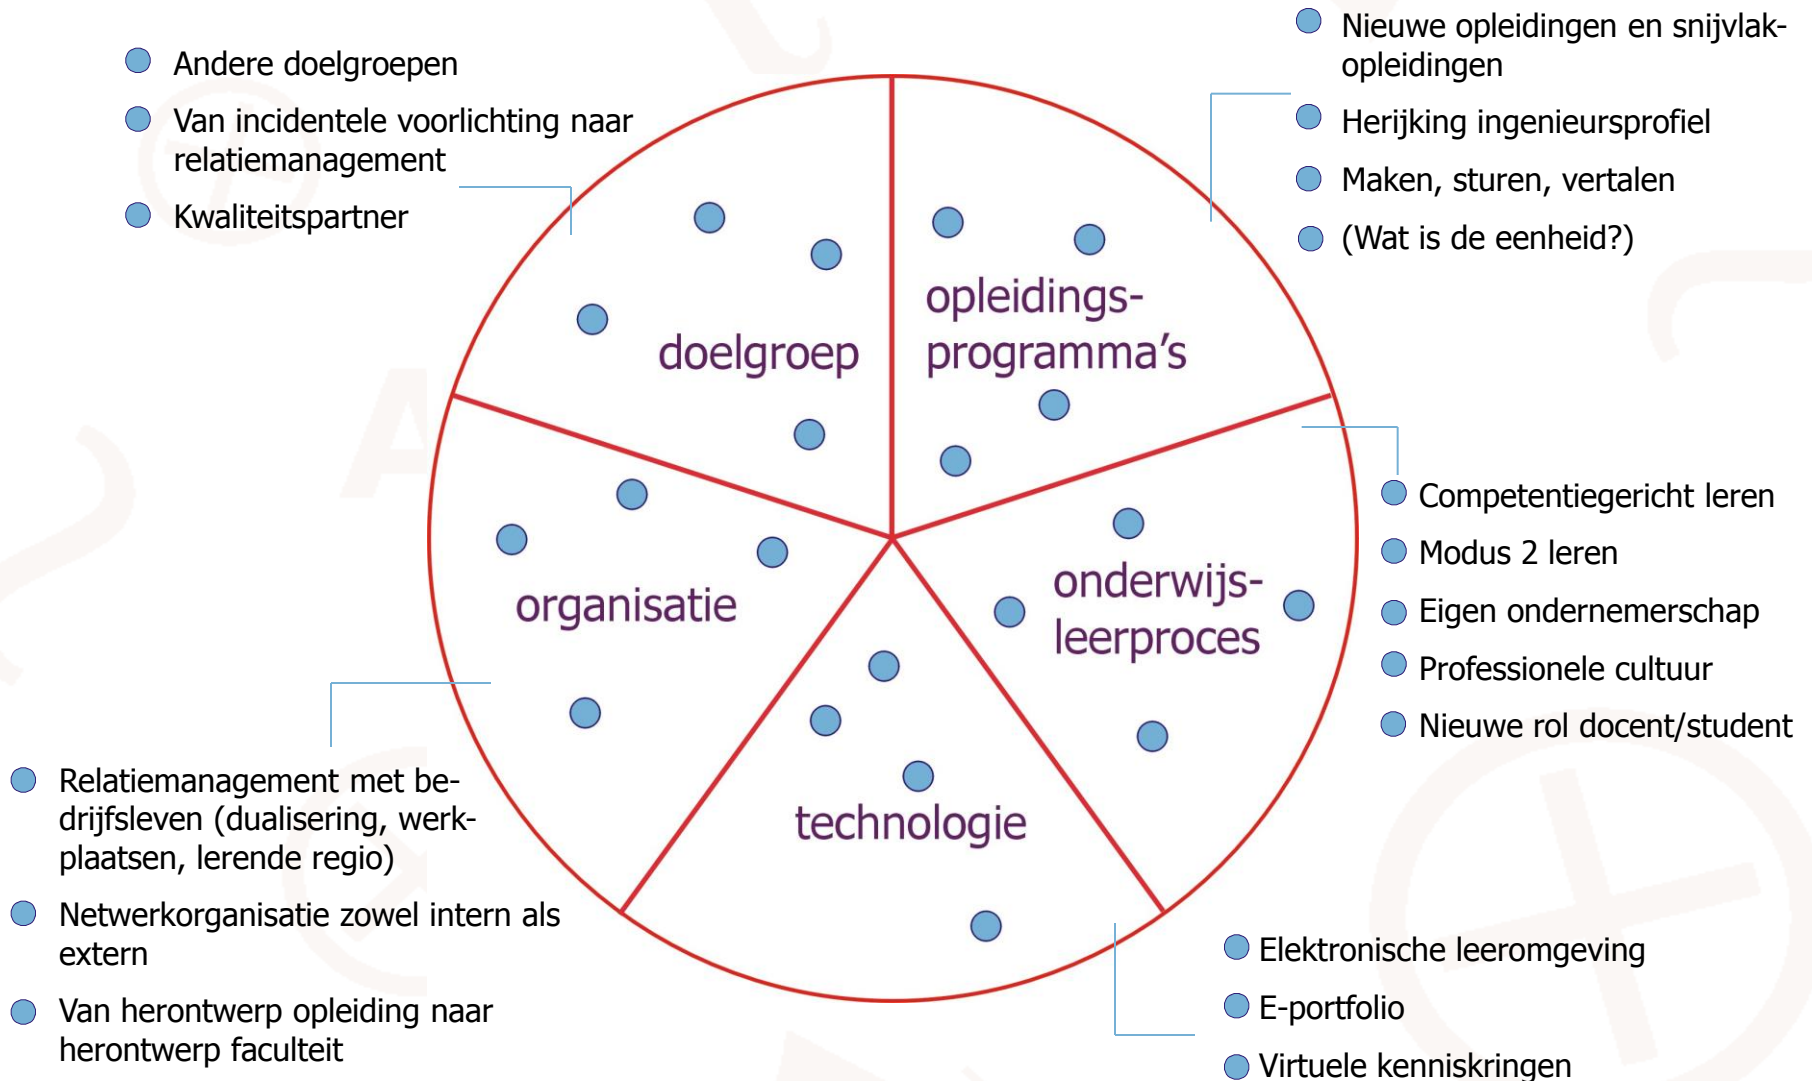 Andere doelgroepen
Van incidentele voorlichting naar
relatiemanagement
Kwaliteitspartner
Nieuwe opleidingen en snijvlak-
opleidingen
Herijking ingenieursprofiel
Maken, sturen, vertalen
(Wat is de eenheid?)
doelgroep
opleidings-
programma's
organisatie
onderwijs-
leerproces
technologie
Competentiegericht leren
Modus 2 leren
Eigen ondernemerschap
Professionele cultuur
Nieuwe rol docent/student
Relatiemanagement met be-
drijfsleven (dualisering, werk-
plaatsen, lerende regio)
Netwerkorganisatie zowel intern als
extern
Van herontwerp opleiding naar
herontwerp faculteit
Elektronische leeromgeving
E-portfolio
Virtuele kenniskringen